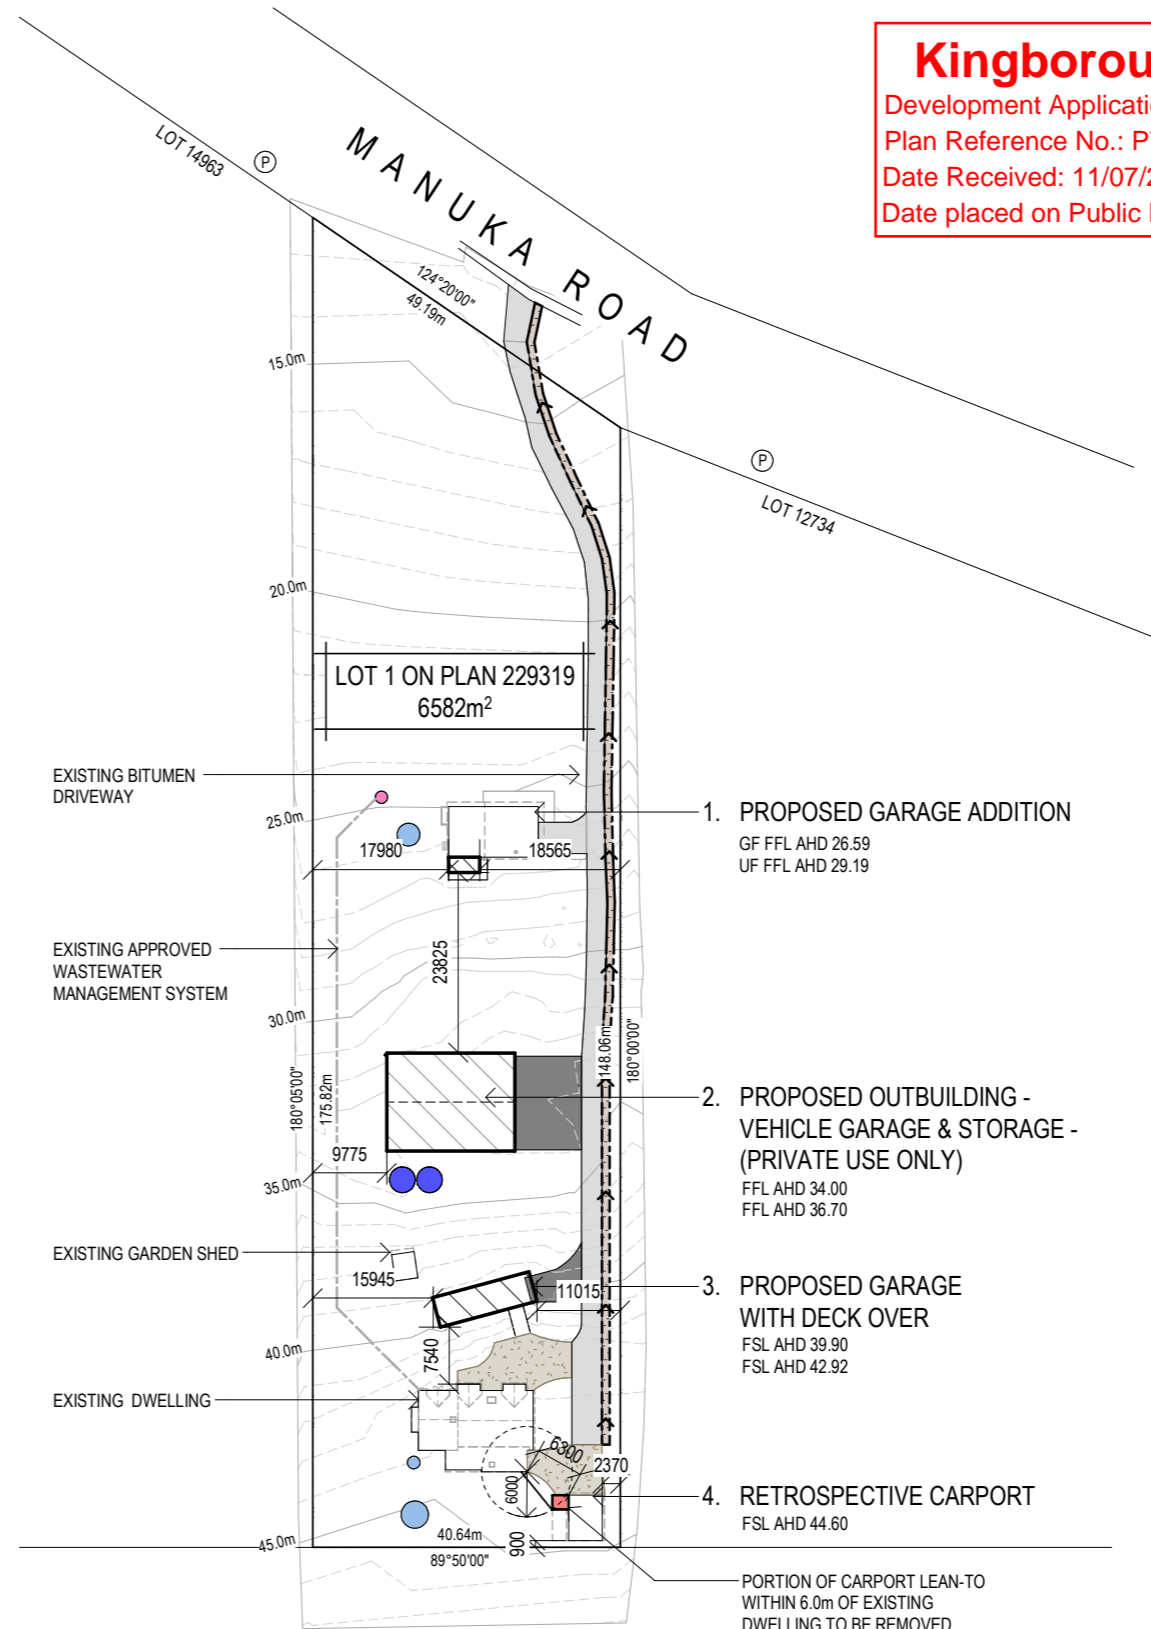 Kingborou
Development Applicati
Plan Reference No.: P
Date Received: 11/07/2
Date placed on Public
LOT 14963
P
MANUKA ROAD
124°20'00"
49.19m
15.0m
P
LOT 12734
20.0m
LOT 1 ON PLAN 229319
6582m²
EXISTING BITUMEN
DRIVEWAY
25.0m
17980
18565
1. PROPOSED GARAGE ADDITION
GF FFL AHD 26.59
UF FFL AHD 29.19
EXISTING APPROVED
WASTEWATER
MANAGEMENT SYSTEM
23825
30.0m
180°05'00"
175.82m
148.06m
180°00'00"
2. PROPOSED OUTBUILDING -
VEHICLE GARAGE & STORAGE -
(PRIVATE USE ONLY)
FFL AHD 34.00
FFL AHD 36.70
9775
35.0m
EXISTING GARDEN SHED
15945
11015
3. PROPOSED GARAGE
WITH DECK OVER
FSL AHD 39.90
FSL AHD 42.92
40.0m
7540
EXISTING DWELLING
6300
2370
6000
4. RETROSPECTIVE CARPORT
FSL AHD 44.60
45.0m
40.64m
89°50'00"
900
PORTION OF CARPORT LEAN-TO
WITHIN 6.0m OF EXISTING
DWELLING TO BE REMOVED